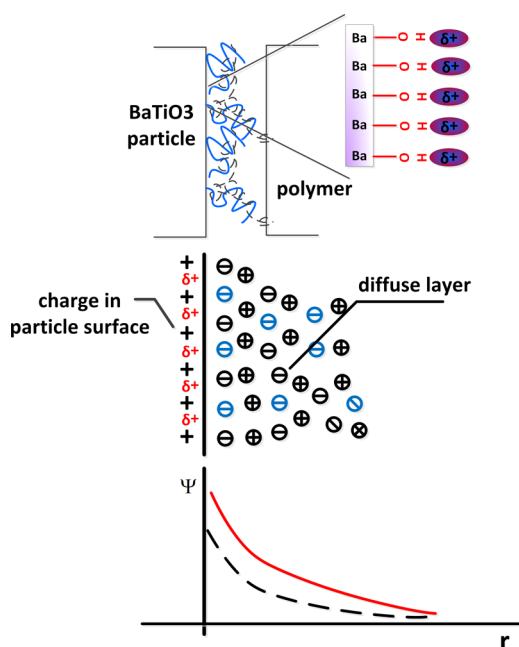 Ba O H δ+
Ba O H δ+
Ba O H δ+
Ba O H δ+
Ba O H δ+
BaTiO3
particle
polymer
+
δ+
+
δ+
+
δ+
+
δ+
+
δ+
+
δ+
+
charge in
particle surface
diffuse layer
Ψ
r